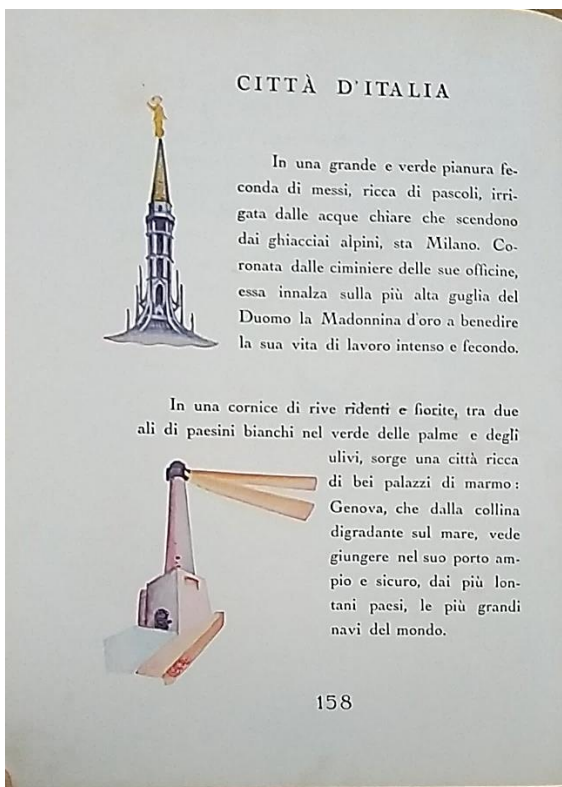 CITTÀ D'ITALIA
In una grande e verde pianura fe-
conda di messi, ricca di pascoli, irri-
gata dalle acque chiare che scendono
dai ghiacciai alpini, sta Milano. Co-
ronata dalle ciminiere delle sue officine,
essa innalza sulla più alta guglia del
Duomo la Madonnina d'oro a benedire
la sua vita di lavoro intenso e fecondo.
In una cornice di rive ridenti e fiorite, tra due
ali di paesini bianchi nel verde delle palme e degli
ulivi, sorge una città ricca
di bei palazzi di marmo:
Genova, che dalla collina
digradante sul mare, vede
giungere nel suo porto am-
pio e sicuro, dai più lon-
tani paesi, le più grandi
navi del mondo.
158